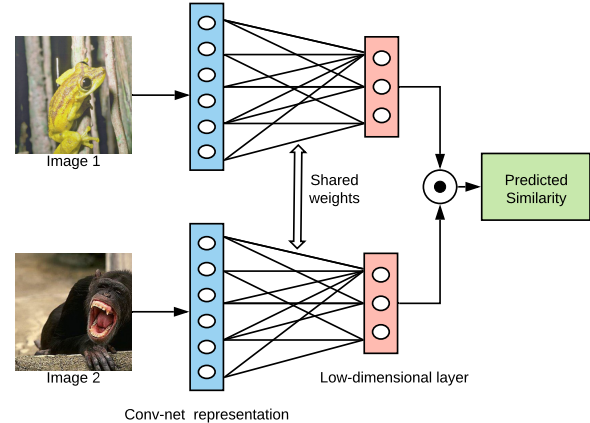 Image 1
Shared
weights
Predicted
Similarity
Image 2
Low-dimensional layer
Conv-net representation